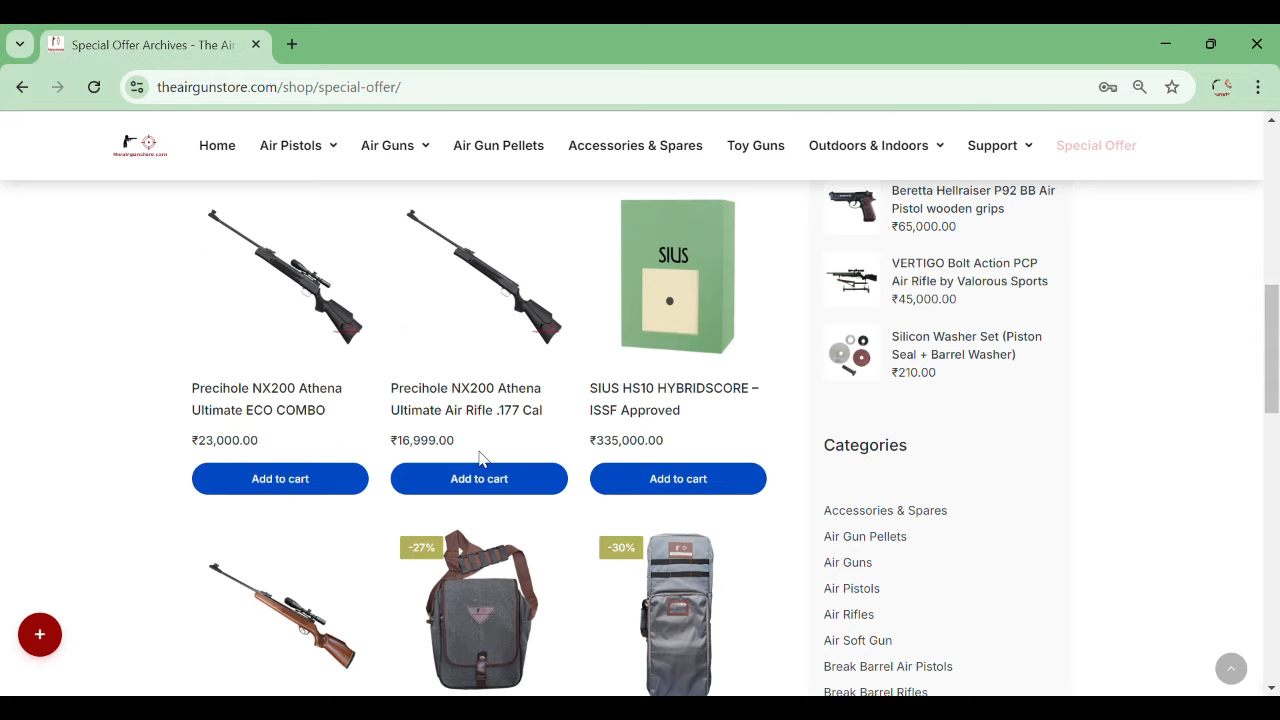 Special Offer Archives - The Air
theairgunstore.com/shop/special-offer/
theairgunstore.com
Home
Air Pistols
Air Guns
Air Gun Pellets
Accessories & Spares
Toy Guns
Outdoors & Indoors
Support
Special Offer
SIUS
Precihole NX200 Athena
Ultimate ECO COMBO
₹23,000.00
Add to cart
Precihole NX200 Athena
Ultimate Air Rifle .177 Cal
₹16,999.00
Add to cart
SIUS HS10 HYBRIDSCORE –
ISSF Approved
₹335,000.00
Add to cart
-27%
-30%
Beretta Hellraiser P92 BB Air
Pistol wooden grips
₹65,000.00
VERTIGO Bolt Action PCP
Air Rifle by Valorous Sports
₹45,000.00
Silicon Washer Set (Piston
Seal + Barrel Washer)
₹210.00
Categories
Accessories & Spares
Air Gun Pellets
Air Guns
Air Pistols
Air Rifles
Air Soft Gun
Break Barrel Air Pistols
Break Barrel Rifles
+